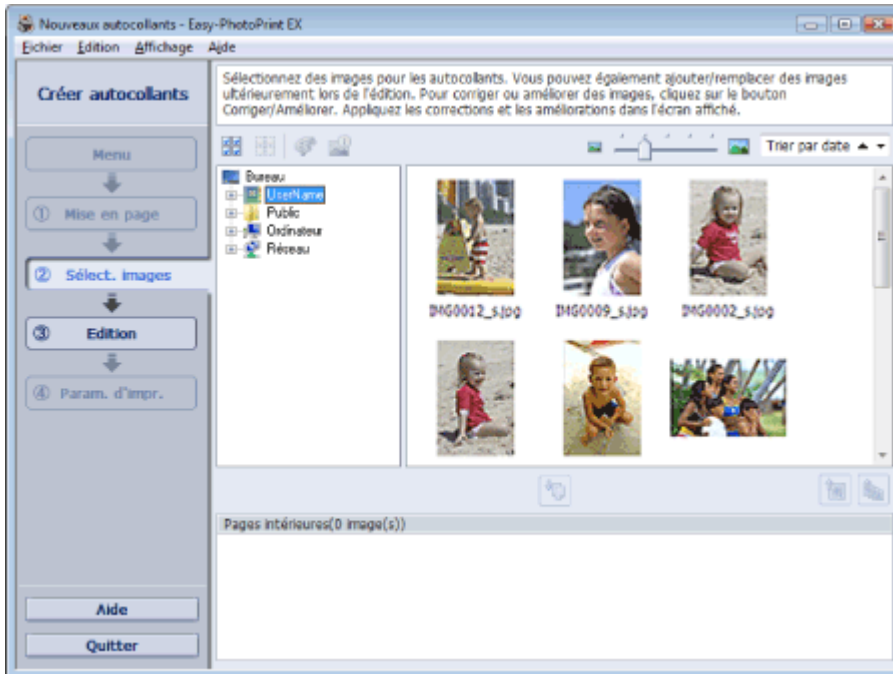 Nouveaux autocollants - Easy-PhotoPrint EX
Fichier Edition Affichage Aide
Créer autocollants
Sélectionnez des images pour les autocollants. Vous pouvez également ajouter/remplacer des images
ultérieurement lors de l'édition. Pour corriger ou améliorer des images, cliquez sur le bouton
Corriger/Améliorer. Appliquez les corrections et les améliorations dans l'écran affiché.
Menu
① Mise en page
② Sélect. images
③ Edition
④ Param. d'impr.
Aide
Quitter
Trier par date
Bureau
UserName
Public
Ordinateur
Réseau
IMG0012_s.jpg IMG0009_s.jpg IMG0002_s.jpg
Pages intérieures(0 image(s))